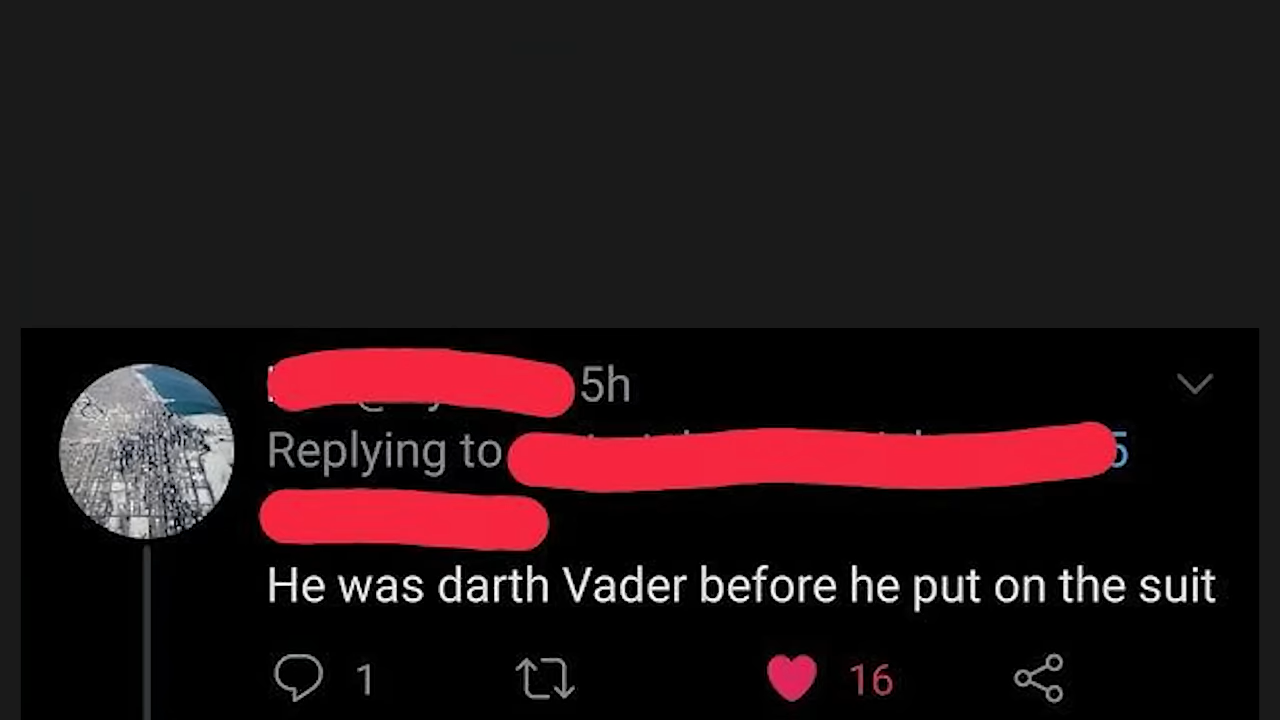 5h
Replying to
He was darth Vader before he put on the suit
1 16